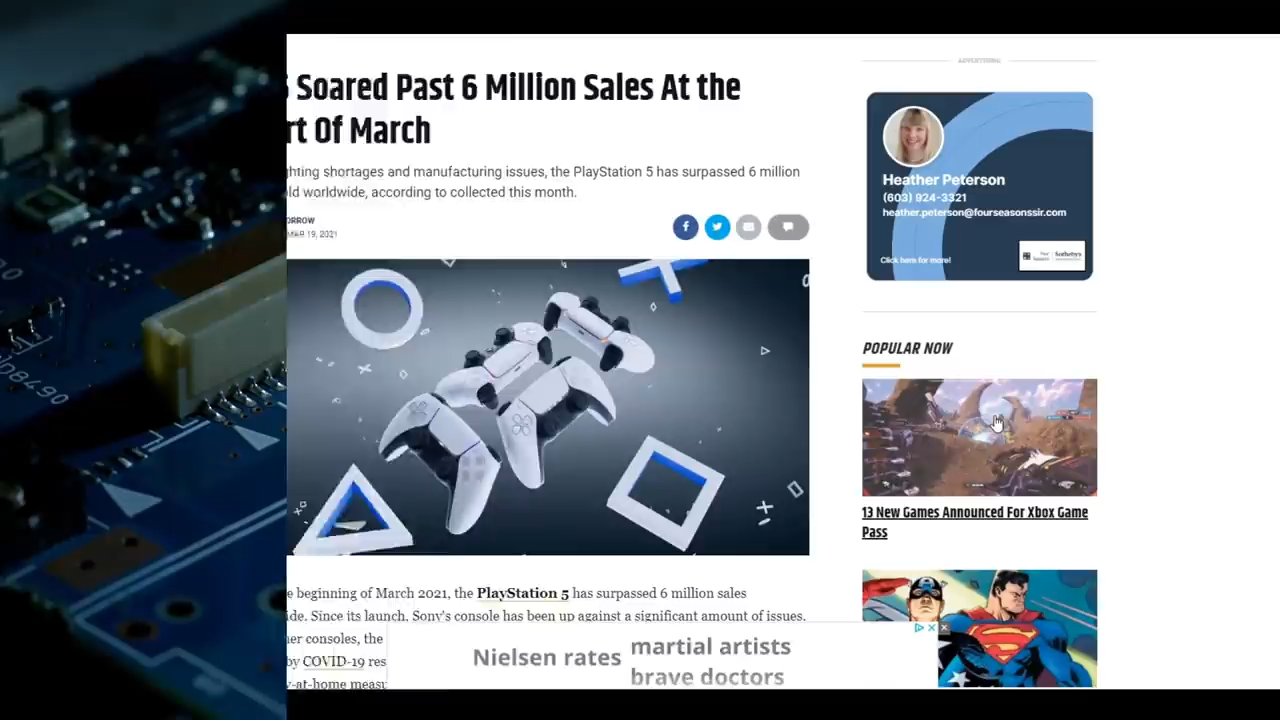 Soared Past 6 Million Sales At the
rt Of March
ghting shortages and manufacturing issues, the PlayStation 5 has surpassed 6 million
ld worldwide, according to collected this month.
ORROW
MAR 19, 2021
ADVERTISING
Heather Peterson
(603) 924-3321
heather.peterson@fourseasonssir.com
Click here for more!
Sotheby's
POPULAR NOW
13 New Games Announced For Xbox Game
Pass
e beginning of March 2021, the PlayStation 5 has surpassed 6 million sales
ide. Since its launch, Sony's console has been up against a significant amount of issues.
er consoles, the
by COVID-19 res
y-at-home measu
Nielsen rates
martial artists
brave doctors